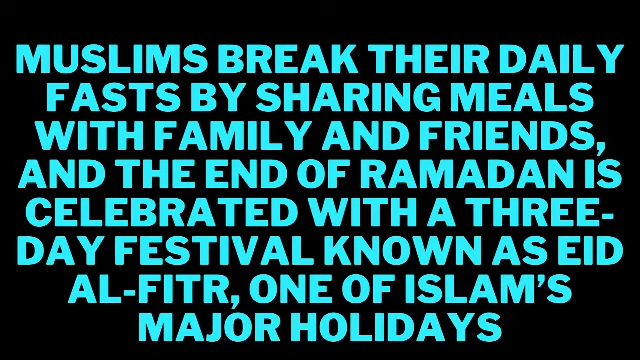 MUSLIMS BREAK THEIR DAILY
FASTS BY SHARING MEALS
WITH FAMILY AND FRIENDS,
AND THE END OF RAMADAN IS
CELEBRATED WITH A THREE-
DAY FESTIVAL KNOWN AS EID
AL-FITR, ONE OF ISLAM’S
MAJOR HOLIDAYS